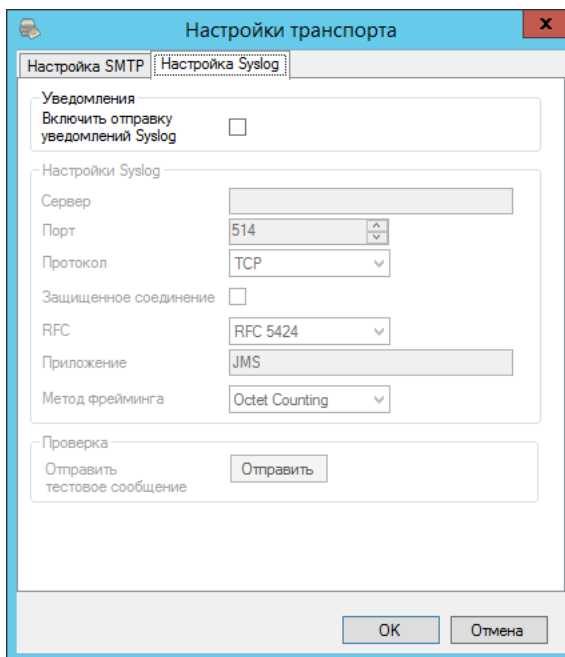 Настройки транспорта
x
Настройка SMTP Настройка Syslog
Уведомления
Включить отправку
уведомлений Syslog
Настройки Syslog
Сервер
Порт 514
Протокол TCP
Защищенное соединение
RFC RFC 5424
Приложение JMS
Метод фрейминга Octet Counting
Проверка
Отправить Отправить
тестовое сообщение
OK Отмена